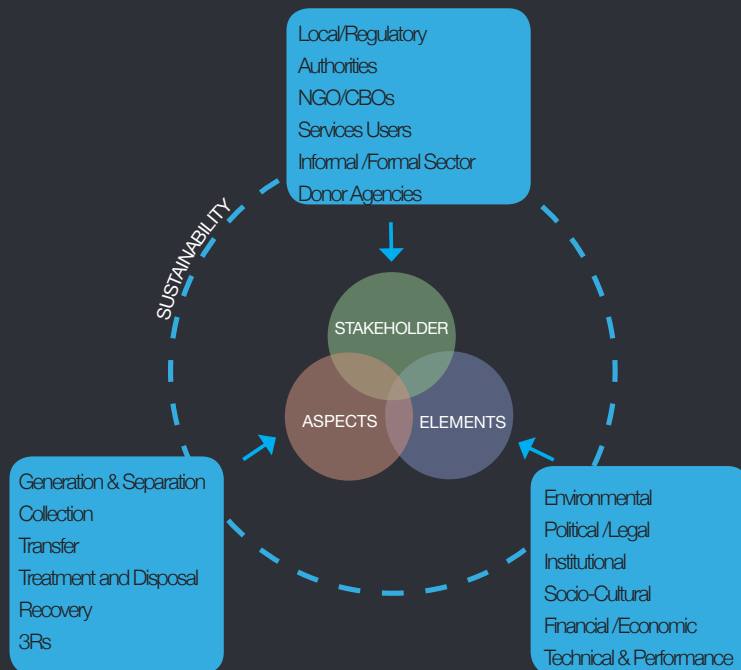 Local/Regulatory
Authorities
NGO/CBOs
Services Users
Informal /Formal Sector
Donor Agencies
SUSTAINABILITY
STAKEHOLDER
ASPECTS
ELEMENTS
Generation & Separation
Collection
Transfer
Treatment and Disposal
Recovery
3Rs
Environmental
Political /Legal
Institutional
Socio-Cultural
Financial /Economic
Technical & Performance